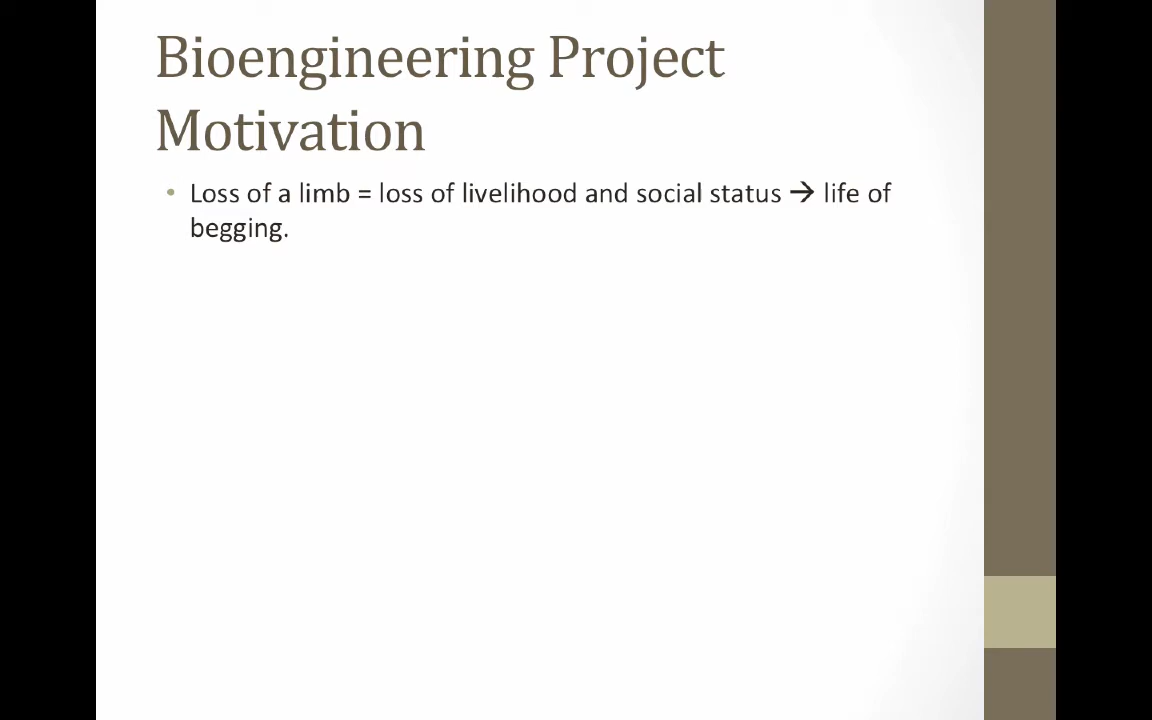 Bioengineering Project
Motivation
• Loss of a limb = loss of livelihood and social status → life of
begging.